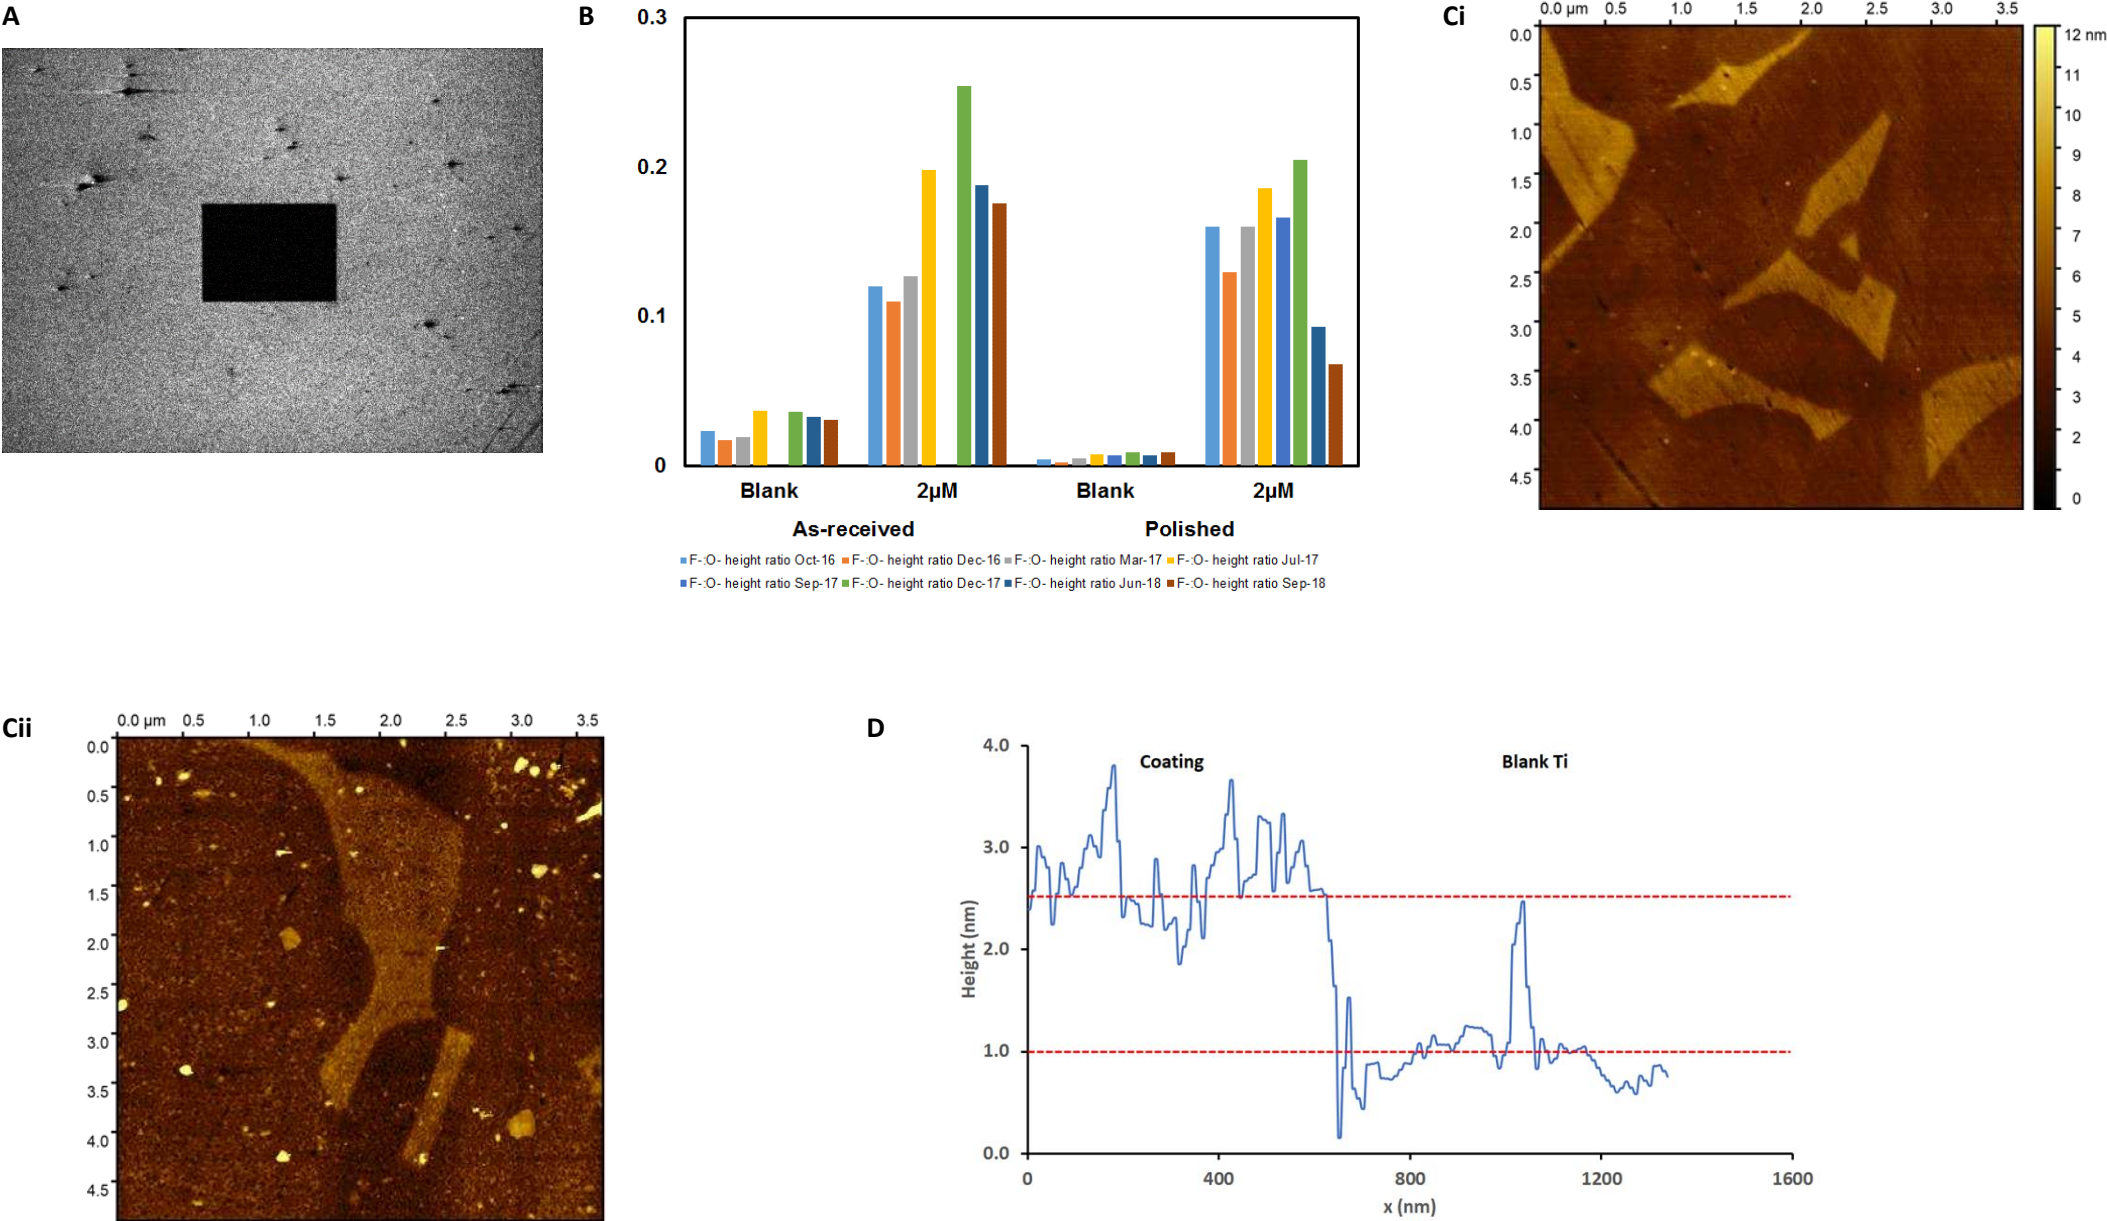 A
B
0.3
0.2
0.1
0
Blank 2µM Blank 2µM
As-received Polished
F-:O- height ratio Oct-16 F-:O- height ratio Dec-16 F-:O- height ratio Mar-17 F-:O- height ratio Jul-17
F-:O- height ratio Sep-17 F-:O- height ratio Dec-17 F-:O- height ratio Jun-18 F-:O- height ratio Sep-18
Ci
0.0 µm 0.5 1.0 1.5 2.0 2.5 3.0 3.5
0.0
0.5
1.0
1.5
2.0
2.5
3.0
3.5
4.0
4.5
12 nm
11
10
9
8
7
6
5
4
3
2
0
Cii
0.0 µm 0.5 1.0 1.5 2.0 2.5 3.0 3.5
0.0
0.5
1.0
1.5
2.0
2.5
3.0
3.5
4.0
4.5
D
Coating Blank Ti
4.0
3.0
2.0
1.0
0.0
Height (nm)
0 400 800 1200 1600
x (nm)